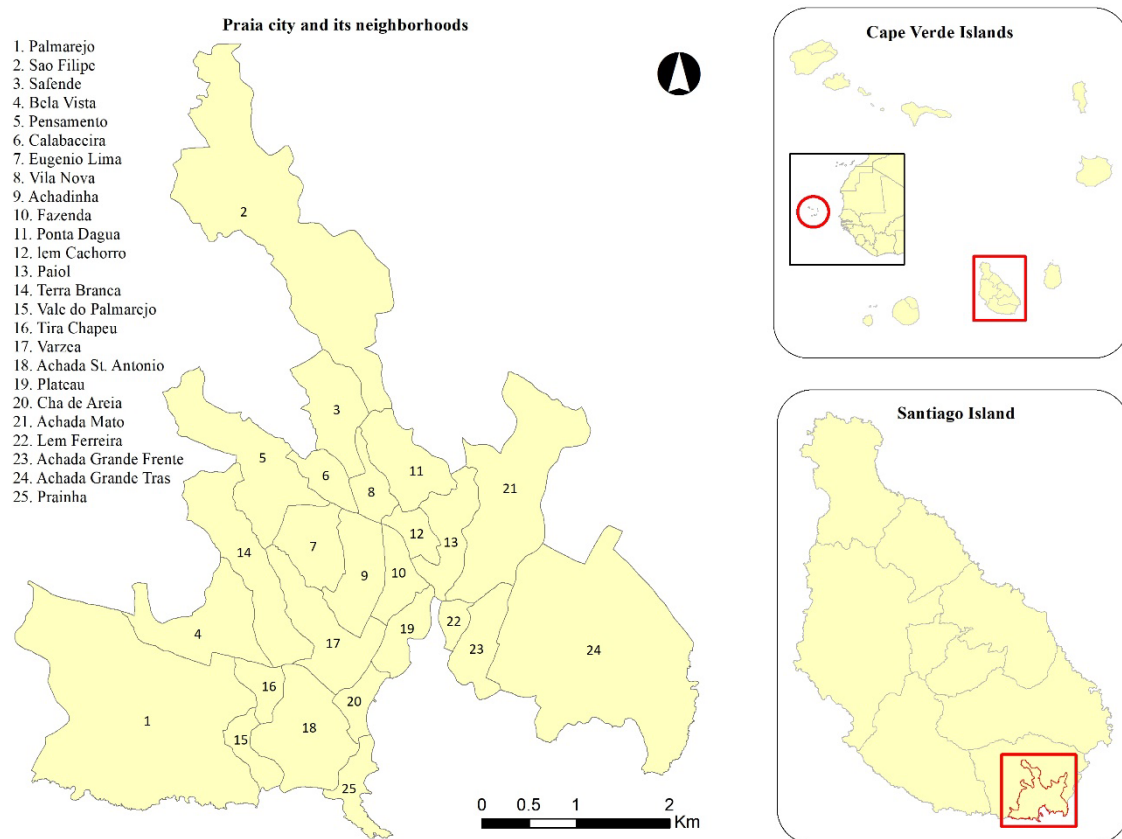 Praia city and its neighborhoods
1. Palmarejo
2. Sao Filipe
3. Safende
4. Bela Vista
5. Pensamento
6. Calabaceira
7. Eugenio Lima
8. Vila Nova
9. Achadinha
10. Fazenda
11. Ponta Dagua
12. lem Cachorro
13. Paiol
14. Terra Branca
15. Vale do Palmarejo
16. Tira Chapeu
17. Varzea
18. Achada St. Antonio
19. Plateau
20. Cha de Areia
21. Achada Mato
22. Lem Ferreira
23. Achada Grande Frente
24. Achada Grande Tras
25. Prainha
2
3
5
6
11
21
8
12
13
14
7
9
10
4
17
19
22
23
24
16
20
1
15
18
25
0 0.5 1 2
Km
Cape Verde Islands
Santiago Island